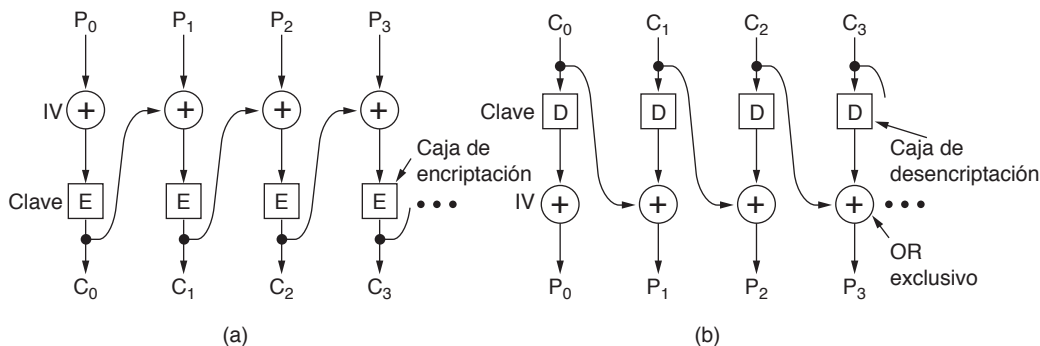 P0 P1 P2 P3
IV + + + +
Caja de
encriptación
Clave E E E E
C0 C1 C2 C3
(a)
C0 C1 C2 C3
Clave D D D D
Caja de
desencriptación
IV + + + +
OR
exclusivo
P0 P1 P2 P3
(b)